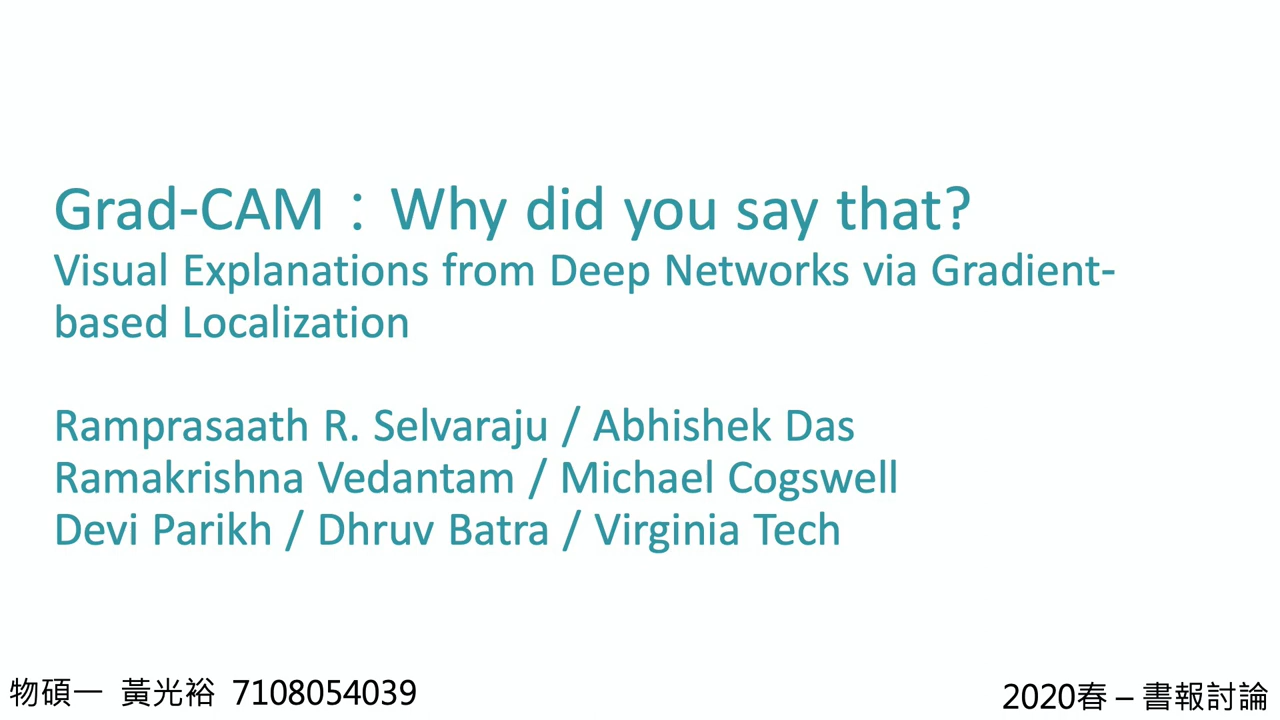 Grad-CAM：Why did you say that?
Visual Explanations from Deep Networks via Gradient-
based Localization
Ramprasaath R. Selvaraju / Abhishek Das
Ramakrishna Vedantam / Michael Cogswell
Devi Parikh / Dhruv Batra / Virginia Tech
物碩一 黃光裕 7108054039
2020春 – 書報討論